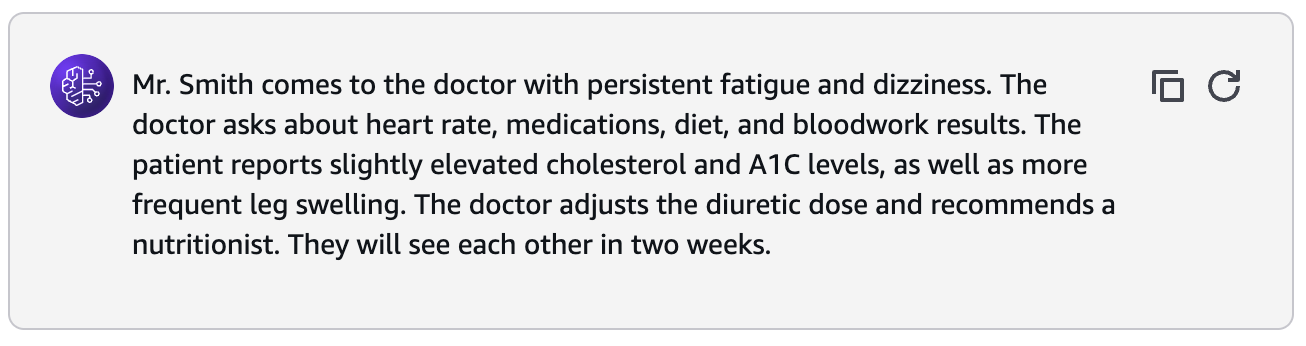 Mr. Smith comes to the doctor with persistent fatigue and dizziness. The
doctor asks about heart rate, medications, diet, and bloodwork results. The
patient reports slightly elevated cholesterol and A1C levels, as well as more
frequent leg swelling. The doctor adjusts the diuretic dose and recommends a
nutritionist. They will see each other in two weeks.